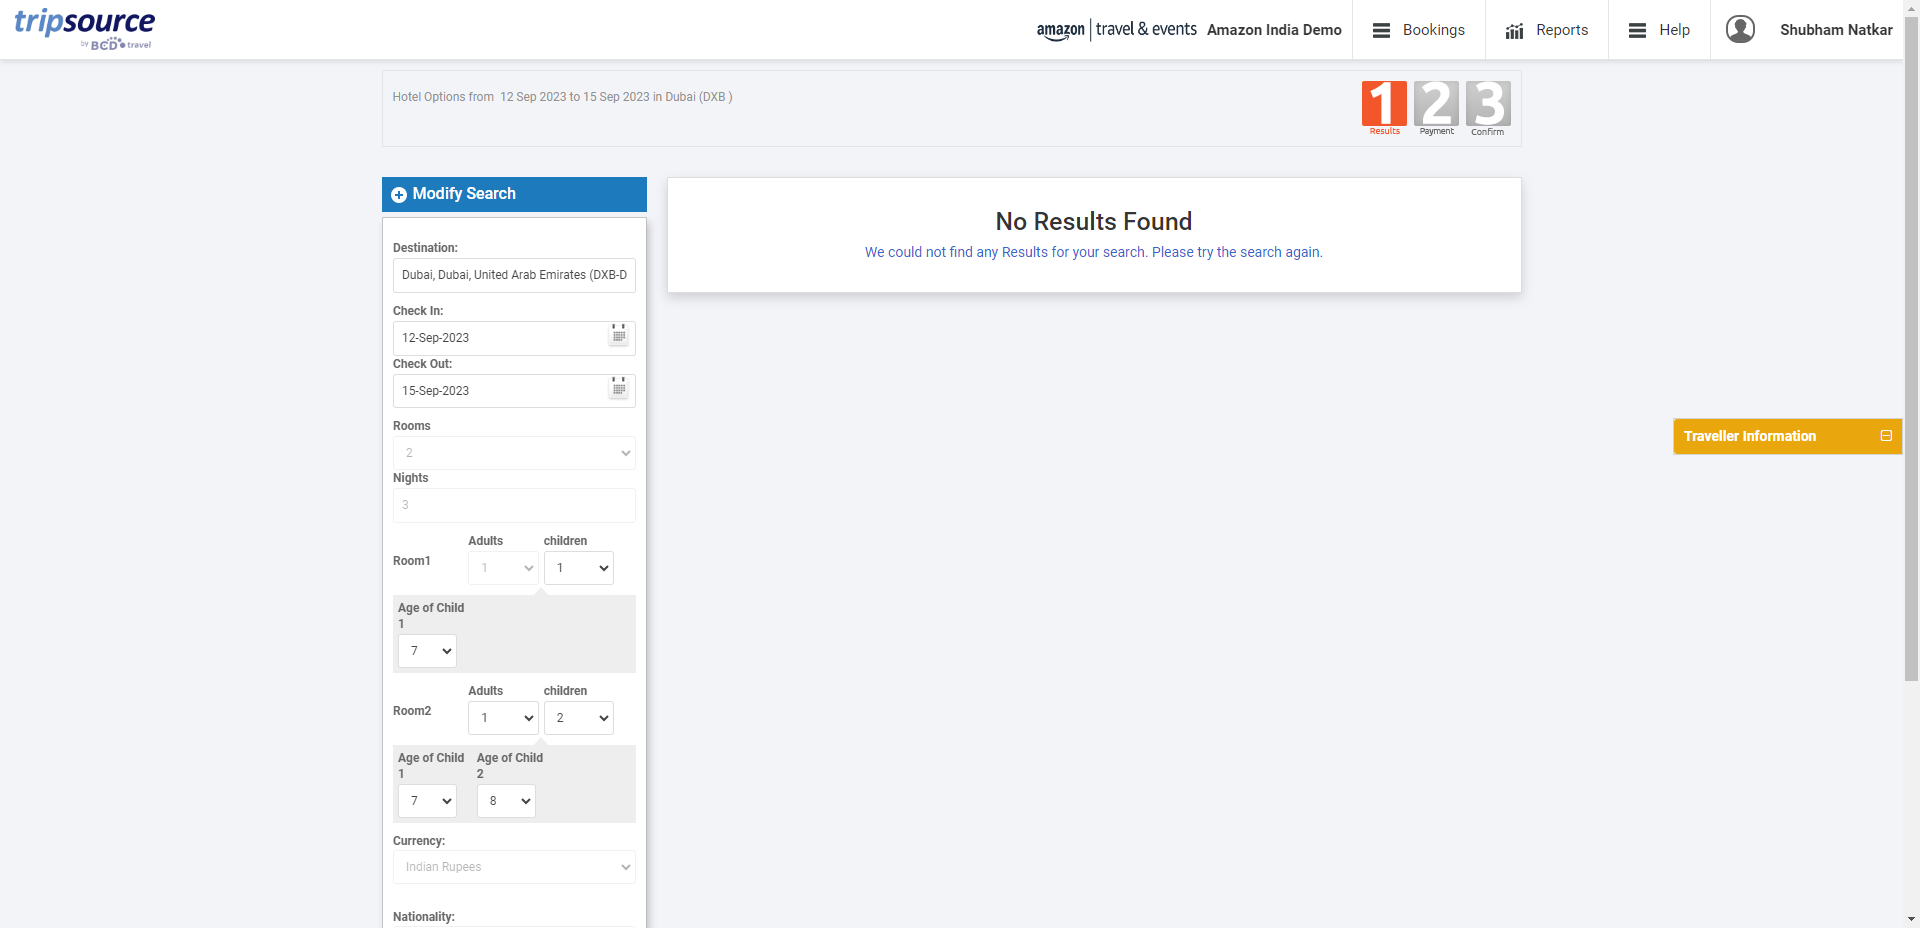 tripsource
by BCD travel
amazon | travel & events Amazon India Demo
Bookings
Reports
Help
Shubham Natkar
Hotel Options from 12 Sep 2023 to 15 Sep 2023 in Dubai (DXB )
1 2 3
Results Payment Confirm
Modify Search
Destination:
Dubai, Dubai, United Arab Emirates (DXB-D
Check In:
12-Sep-2023
Check Out:
15-Sep-2023
Rooms
2
Nights
3
Adults children
Room1 1 1
Age of Child
1
7
Adults children
Room2 1 2
Age of Child Age of Child
1 2
7 8
Currency:
Indian Rupees
Nationality:
No Results Found
We could not find any Results for your search. Please try the search again.
Traveller Information